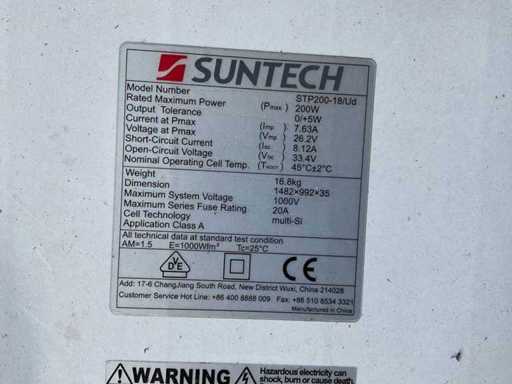 SUNTECH
Model Number STP200-18/Ud
Rated Maximum Power (Pmax) 200W
Output Tolerance 0/+5W
Current at Pmax (Imp) 7.63A
Voltage at Pmax (Vmp) 26.2V
Short-Circuit Current (Isc) 8.12A
Open-Circuit Voltage (Voc) 33.4V
Nominal Operating Cell Temp. (TNOCT) 45°C±2°C
Weight 16.8kg
Dimension 1482×992×35
Maximum System Voltage 1000V
Maximum Series Fuse Rating 20A
Cell Technology multi-Si
Application Class A
All technical data at standard test condition
AM=1.5 E=1000W/m² Tc=25°C
DVE CE
Add: 17-6 ChangJiang South Road, New District Wuxi, China 214028
Customer Service Hot Line: +86 400 8888 009 Fax: +86 510 8534 3321
Manufactured in China
WARNING
Hazardous electricity can
shock, burn or cause death.